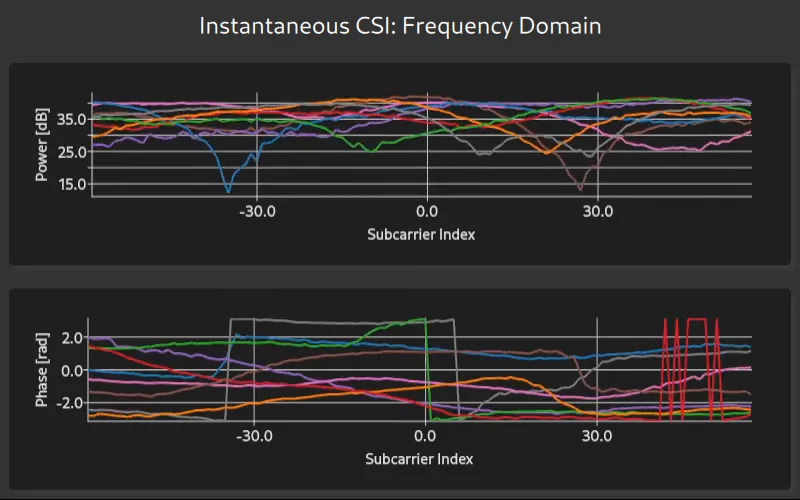 Instantaneous CSI: Frequency Domain
Power [dB]
35.0
25.0
15.0
-30.0 0.0 30.0
Subcarrier Index
Phase [rad]
2.0
0.0
-2.0
-30.0 0.0 30.0
Subcarrier Index